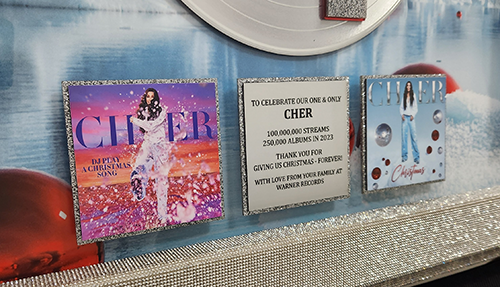 CHER
DJ PLAY
A CHRISTMAS
SONG
TO CELEBRATE OUR ONE & ONLY
CHER
100,000,000 STREAMS
250,000 ALBUMS IN 2023
THANK YOU FOR
GIVING US CHRISTMAS - FOREVER!
WITH LOVE FROM YOUR FAMILY AT
WARNER RECORDS
CHER
Christmas